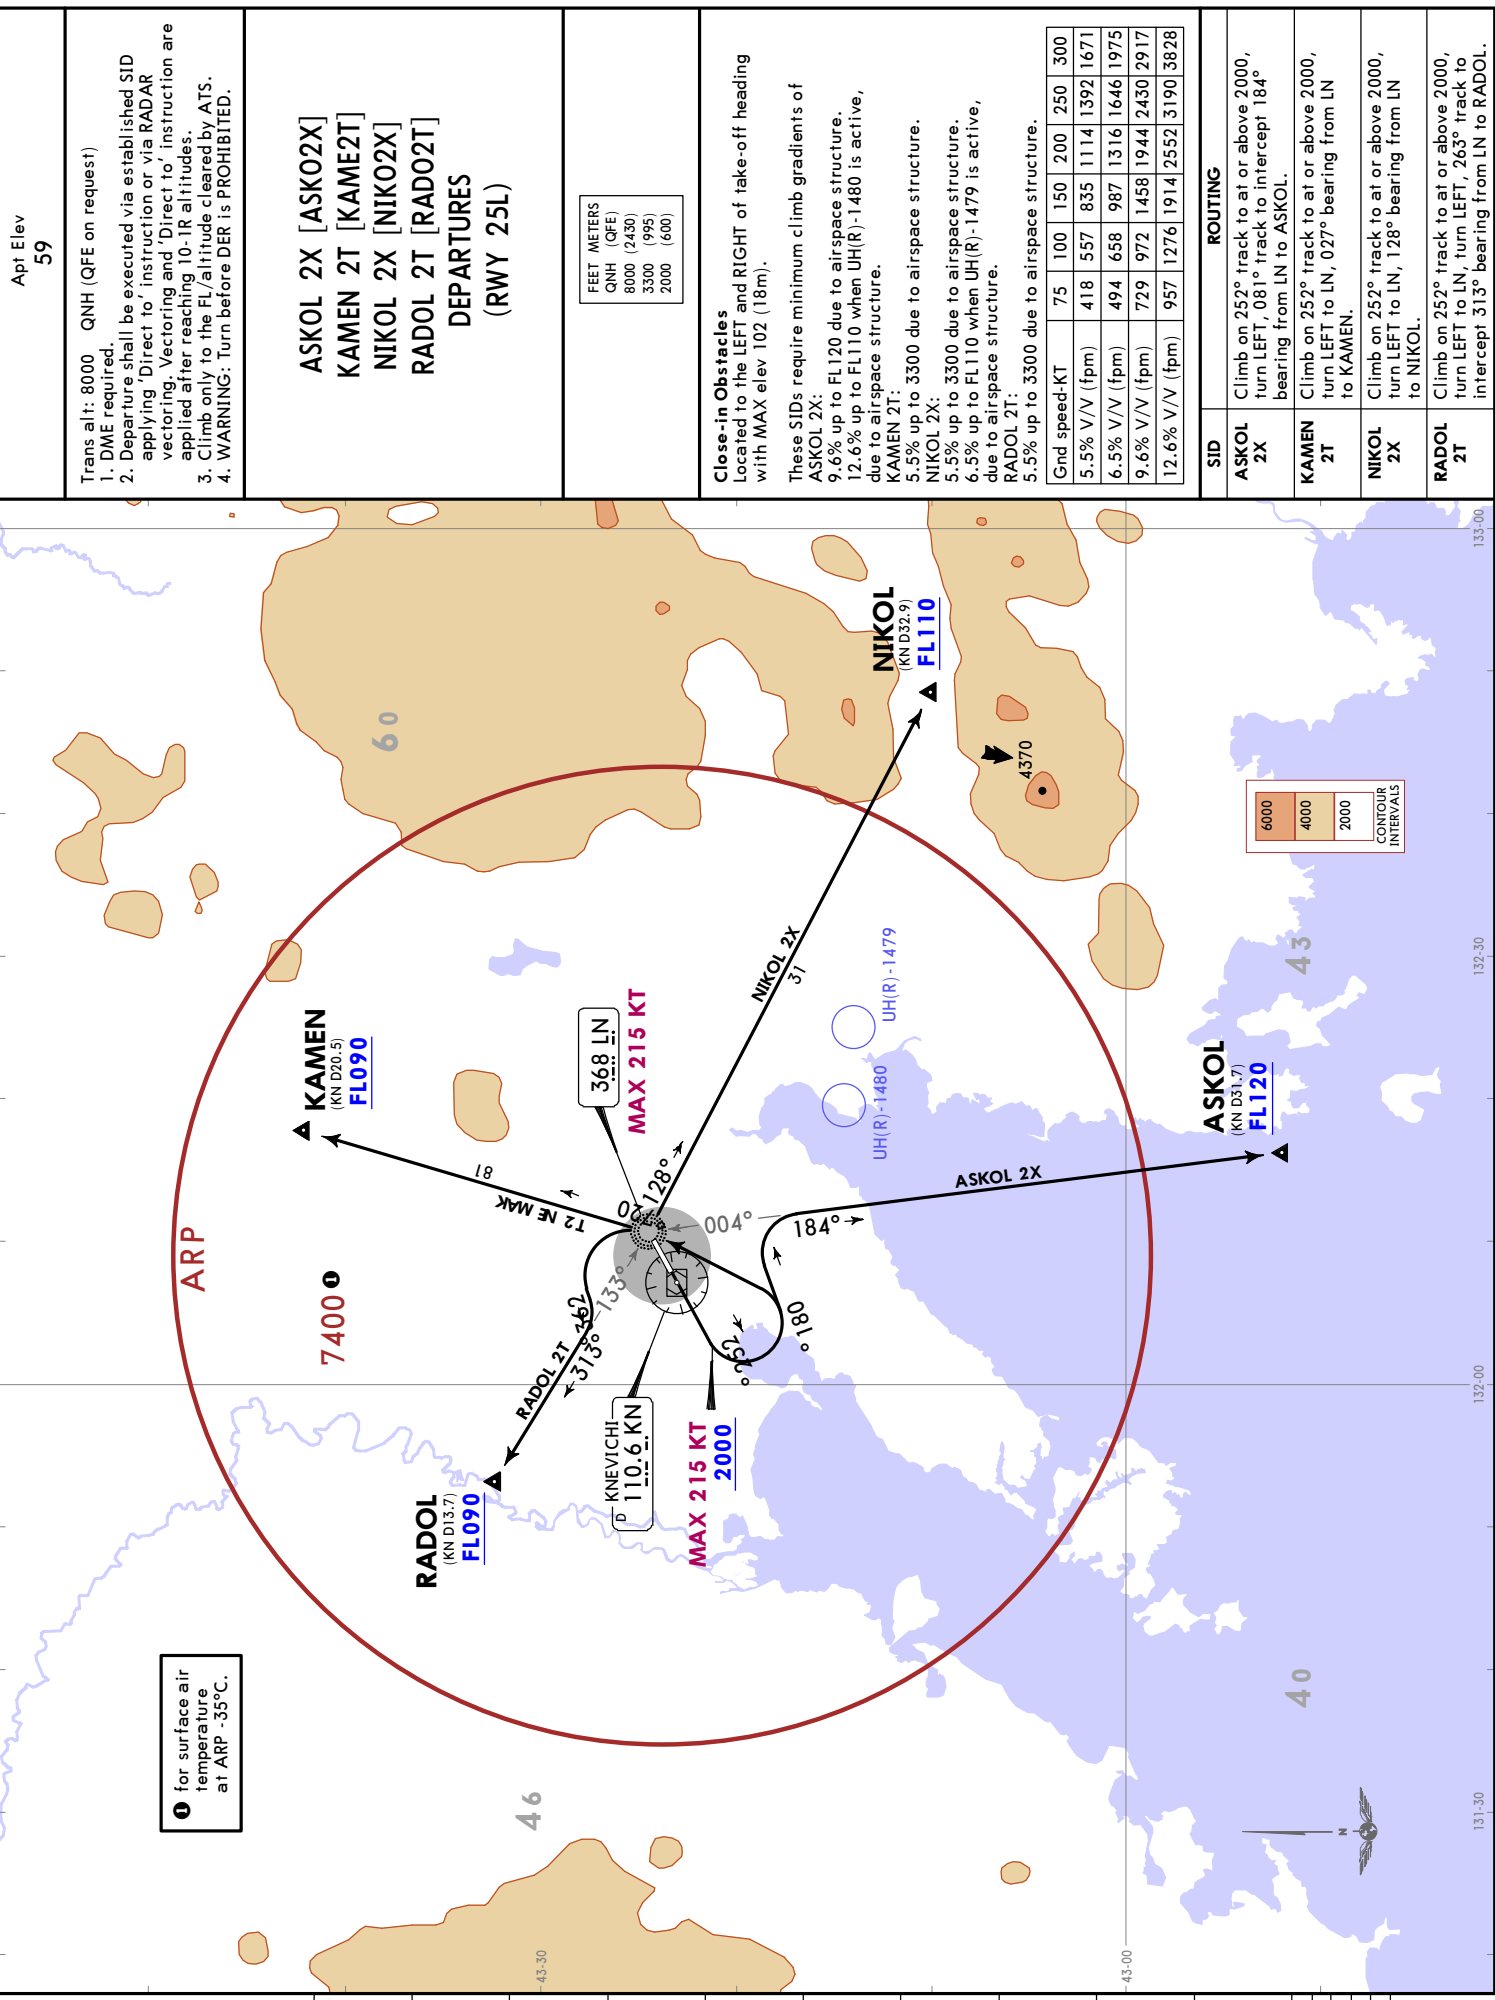 Apt Elev
59
Trans alt: 8000 QNH (QFE on request)
1. DME required.
2. Departure shall be executed via established SID
applying 'Direct to' instruction or via RADAR
vectoring. Vectoring and 'Direct to' instruction are
applied after reaching 10-1R altitudes.
3. Climb only to the FL/altitude cleared by ATS.
4. WARNING: Turn before DER is PROHIBITED.
ASKOL 2X [ASKO2X]
KAMEN 2T [KAME2T]
NIKOL 2X [NIKO2X]
RADOL 2T [RADO2T]
DEPARTURES
(RWY 25L)
FEET METERS
QNH (QFE)
8000 (2430)
3300 (995)
2000 (600)
Close-in Obstacles
Located to the LEFT and RIGHT of take-off heading
with MAX elev 102 (18m).
These SIDs require minimum climb gradients of
ASKOL 2X:
9.6% up to FL120 due to airspace structure.
12.6% up to FL110 when UH(R)-1480 is active,
due to airspace structure.
KAMEN 2T:
5.5% up to 3300 due to airspace structure.
NIKOL 2X:
5.5% up to 3300 due to airspace structure.
6.5% up to FL110 when UH(R)-1479 is active,
due to airspace structure.
RADOL 2T:
5.5% up to 3300 due to airspace structure.
Gnd speed-KT 75 100 150 200 250 300
5.5% V/V (fpm) 418 557 835 1114 1392 1671
6.5% V/V (fpm) 494 658 987 1316 1646 1975
9.6% V/V (fpm) 729 972 1458 1944 2430 2917
12.6% V/V (fpm) 957 1276 1914 2552 3190 3828
SID ROUTING
ASKOL 2X Climb on 252° track to at or above 2000,
turn LEFT, 081° track to intercept 184°
bearing from LN to ASKOL.
KAMEN 2T Climb on 252° track to at or above 2000,
turn LEFT to LN, 027° bearing from LN
to KAMEN.
NIKOL 2X Climb on 252° track to at or above 2000,
turn LEFT to LN, 128° bearing from LN
to NIKOL.
RADOL 2T Climb on 252° track to at or above 2000,
turn LEFT to LN, turn LEFT, 263° track to
intercept 313° bearing from LN to RADOL.
❶ for surface air
temperature
at ARP -35°C.
ARP
7400 ❶
KAMEN
(KN D20.5)
FL090
RADOL
(KN D13.7)
FL090
NIKOL
(KN D32.9)
FL110
ASKOL
(KN D31.7)
FL120
368 LN
MAX 215 KT
D KNEVICHI
110.6 KN
MAX 215 KT
2000
KAMEN 2T
18
NIKOL 2X
31
128°
RADOL 2T
313°
133°
252°
081°
004°
184°
ASKOL 2X
UH(R)-1479
UH(R)-1480
4370
60
46
43
40
6000
4000
2000
CONTOUR
INTERVALS
N
43-30
43-00
131-30
132-00
132-30
133-00